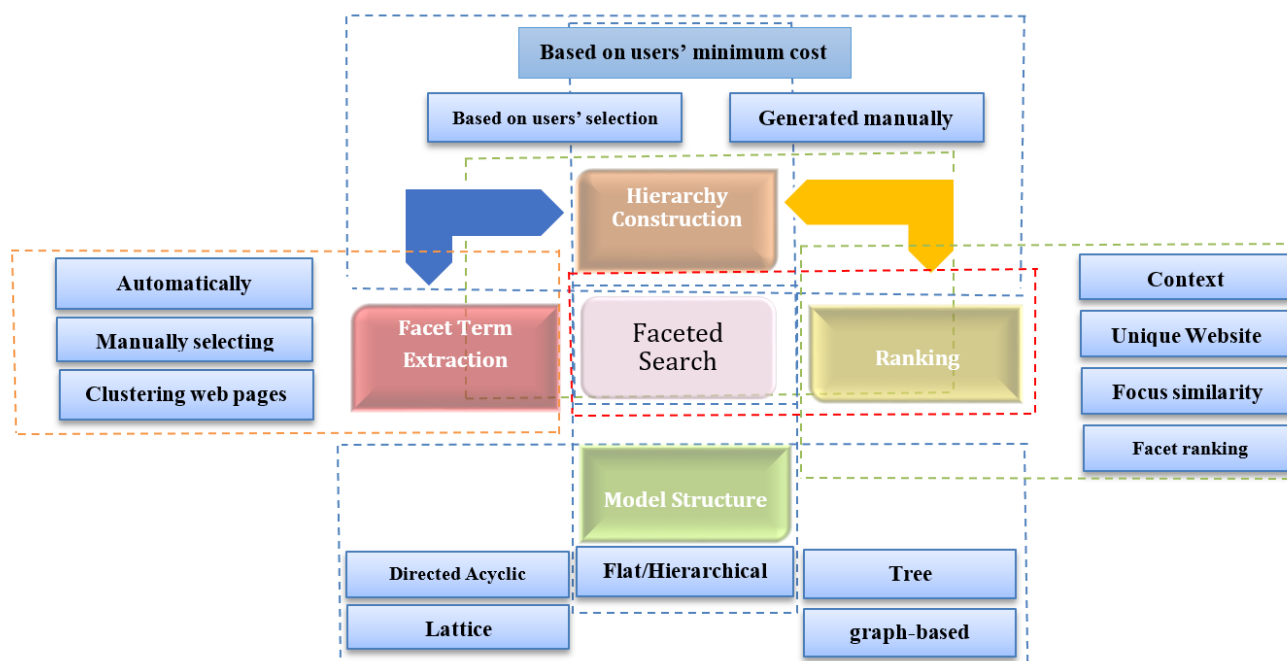 Based on users’ minimum cost
Based on users’ selection
Generated manually
Hierarchy
Construction
Automatically
Manually selecting
Clustering web pages
Facet Term
Extraction
Faceted
Search
Ranking
Context
Unique Website
Focus similarity
Facet ranking
Model Structure
Directed Acyclic
Flat/Hierarchical
Tree
Lattice
graph-based